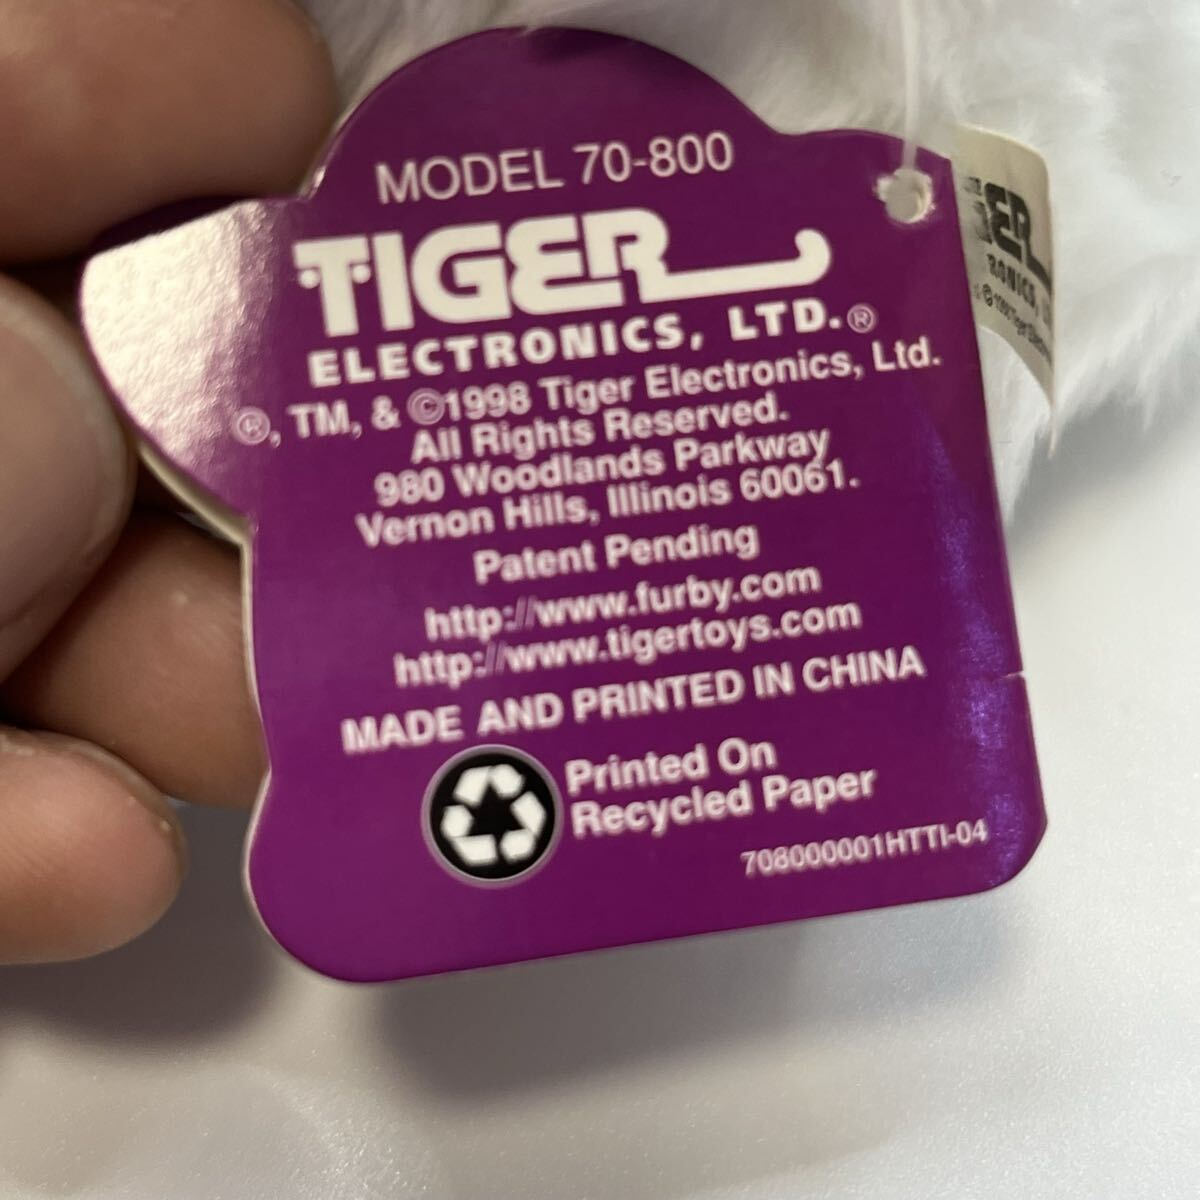 MODEL 70-800
TIGER
ELECTRONICS, LTD.®
®, TM, & ©1998 Tiger Electronics, Ltd.
All Rights Reserved.
980 Woodlands Parkway
Vernon Hills, Illinois 60061.
Patent Pending
http://www.furby.com
http://www.tigertoys.com
MADE AND PRINTED IN CHINA
Printed On
Recycled Paper
708000001HTTI-04